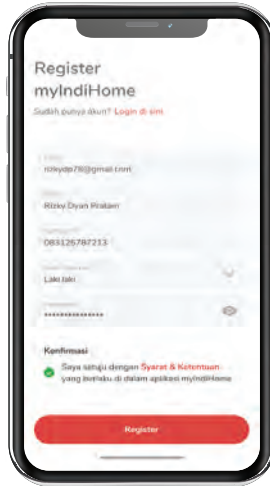 Register
myIndiHome
Sudah punya akun? Login di sini
rizkydp78@gmail.com
Rizky Dyan Pratam
083126787213
Laki laki
Konfirmasi
Saya setuju dengan Syarat & Ketentuan
yang berlaku di dalam aplikasi myIndiHome
Register